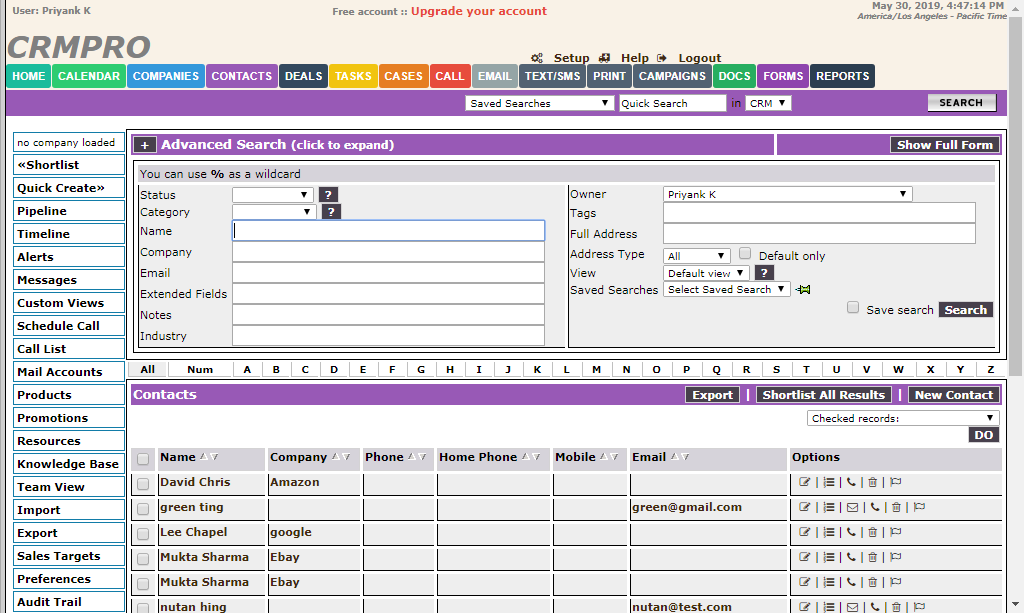 User: Priyank K
Free account :: Upgrade your account
May 30, 2019, 4:47:14 PM
America/Los Angeles - Pacific Time
CRMPRO
Setup Help Logout
HOME CALENDAR COMPANIES CONTACTS DEALS TASKS CASES CALL EMAIL TEXT/SMS PRINT CAMPAIGNS DOCS FORMS REPORTS
Saved Searches Quick Search in CRM SEARCH
no company loaded
«Shortlist
Quick Create»
Pipeline
Timeline
Alerts
Messages
Custom Views
Schedule Call
Call List
Mail Accounts
Products
Promotions
Resources
Knowledge Base
Team View
Import
Export
Sales Targets
Preferences
Audit Trail
+ Advanced Search (click to expand) Show Full Form
You can use % as a wildcard
Status ?
Category ?
Name
Company
Email
Extended Fields
Notes
Industry
Owner Priyank K
Tags
Full Address
Address Type All Default only
View Default view ?
Saved Searches Select Saved Search
Save search Search
All Num A B C D E F G H I J K L M N O P Q R S T U V W X Y Z
Contacts Export | Shortlist All Results | New Contact
Checked records:
DO
Name Company Phone Home Phone Mobile Email Options
David Chris Amazon
green ting green@gmail.com
Lee Chapel google
Mukta Sharma Ebay
Mukta Sharma Ebay
nutan hing nutan@test.com